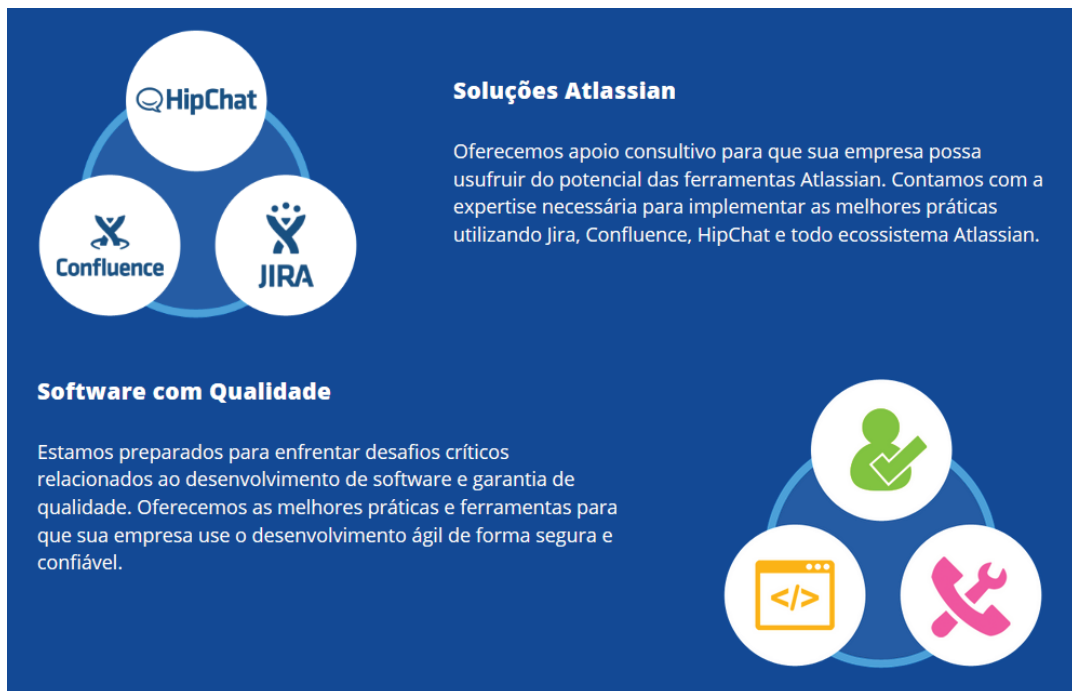 HipChat
Confluence
JIRA
Soluções Atlassian
Oferecemos apoio consultivo para que sua empresa possa
usufruir do potencial das ferramentas Atlassian. Contamos com a
expertise necessária para implementar as melhores práticas
utilizando Jira, Confluence, HipChat e todo ecossistema Atlassian.
Software com Qualidade
Estamos preparados para enfrentar desafios críticos
relacionados ao desenvolvimento de software e garantia de
qualidade. Oferecemos as melhores práticas e ferramentas para
que sua empresa use o desenvolvimento ágil de forma segura e
confiável.
</>